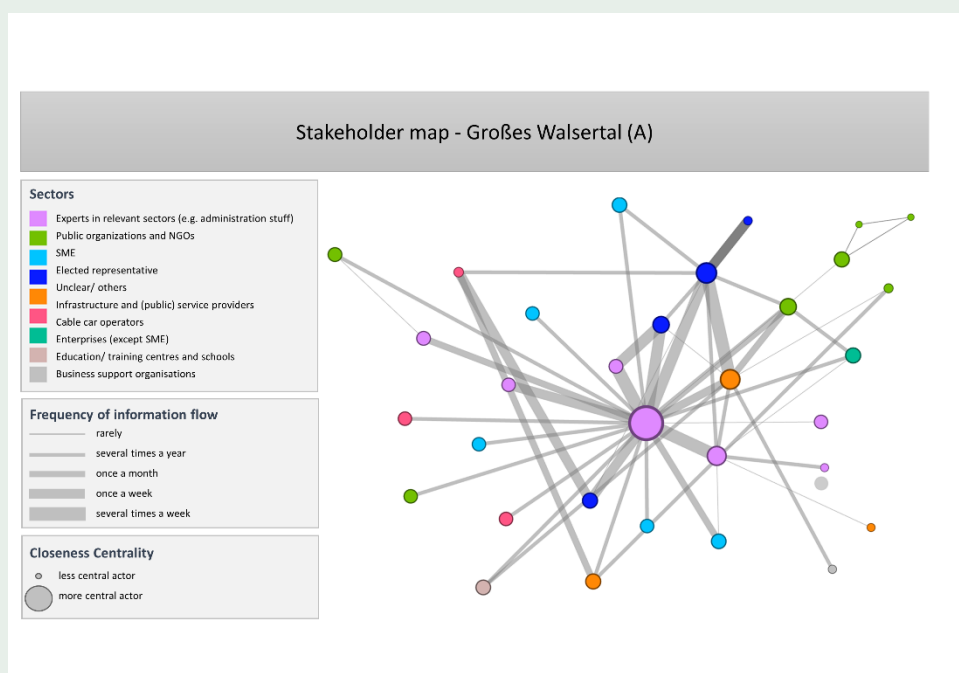 Stakeholder map - Großes Walsertal (A)
Sectors
Experts in relevant sectors (e.g. administration stuff)
Public organizations and NGOs
SME
Elected representative
Unclear/ others
Infrastructure and (public) service providers
Cable car operators
Enterprises (except SME)
Education/ training centres and schools
Business support organisations
Frequency of information flow
rarely
several times a year
once a month
once a week
several times a week
Closeness Centrality
less central actor
more central actor